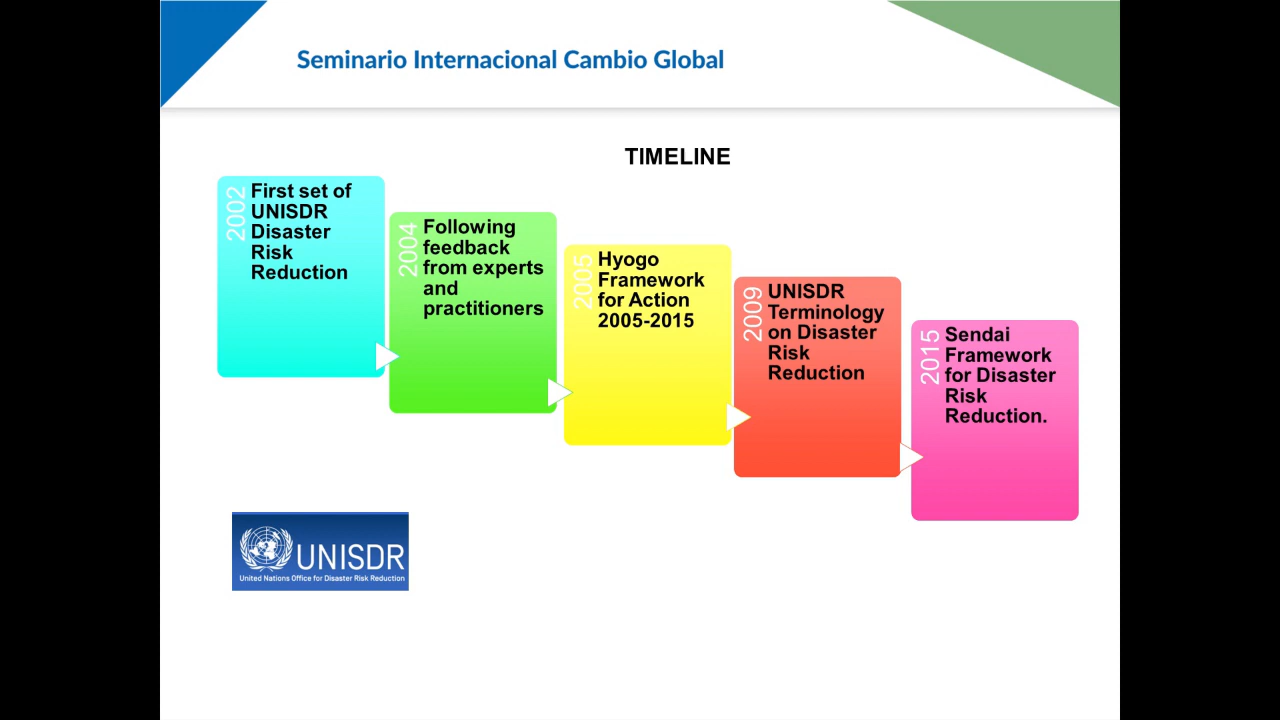 Seminario Internacional Cambio Global
TIMELINE
2002
First set of
UNISDR
Disaster
Risk
Reduction
2004
Following
feedback
from experts
and
practitioners
2005
Hyogo
Framework
for Action
2005-2015
2009
UNISDR
Terminology
on Disaster
Risk
Reduction
2015
Sendai
Framework
for Disaster
Risk
Reduction.
UNISDR
United Nations Office for Disaster Risk Reduction